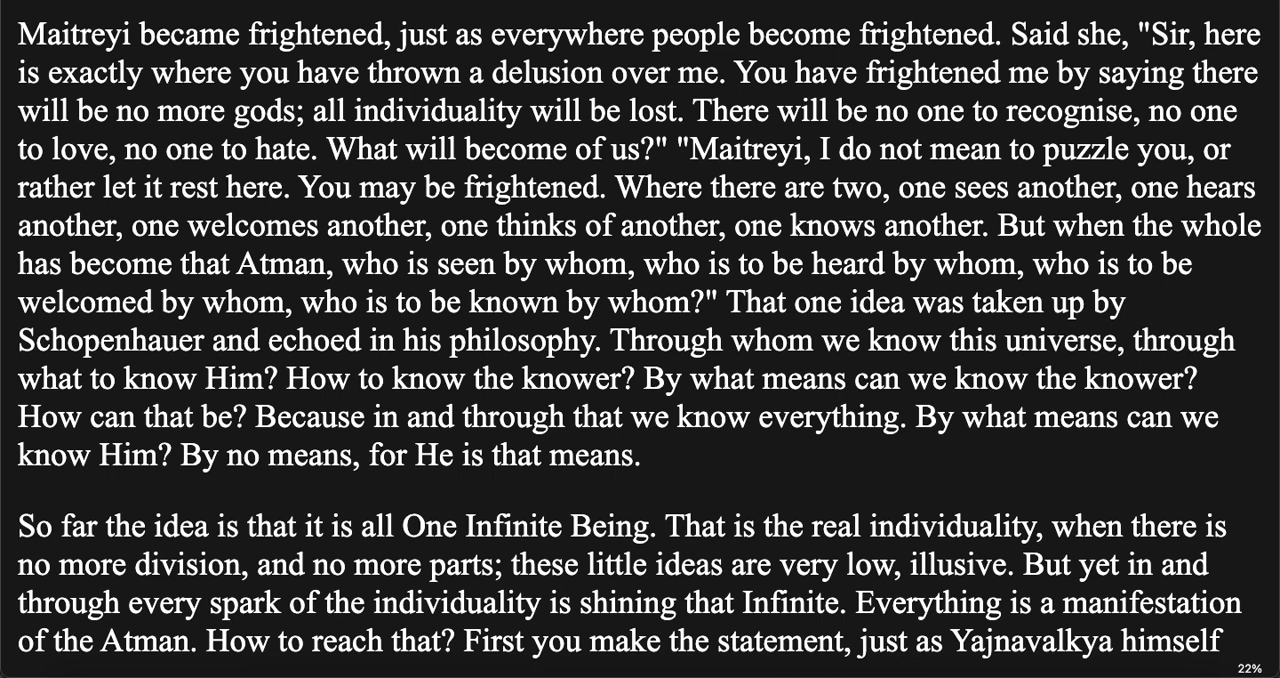 Maitreyi became frightened, just as everywhere people become frightened. Said she, "Sir, here
is exactly where you have thrown a delusion over me. You have frightened me by saying there
will be no more gods; all individuality will be lost. There will be no one to recognise, no one
to love, no one to hate. What will become of us?" "Maitreyi, I do not mean to puzzle you, or
rather let it rest here. You may be frightened. Where there are two, one sees another, one hears
another, one welcomes another, one thinks of another, one knows another. But when the whole
has become that Atman, who is seen by whom, who is to be heard by whom, who is to be
welcomed by whom, who is to be known by whom?" That one idea was taken up by
Schopenhauer and echoed in his philosophy. Through whom we know this universe, through
what to know Him? How to know the knower? By what means can we know the knower?
How can that be? Because in and through that we know everything. By what means can we
know Him? By no means, for He is that means.
So far the idea is that it is all One Infinite Being. That is the real individuality, when there is
no more division, and no more parts; these little ideas are very low, illusive. But yet in and
through every spark of the individuality is shining that Infinite. Everything is a manifestation
of the Atman. How to reach that? First you make the statement, just as Yajnavalkya himself
22%